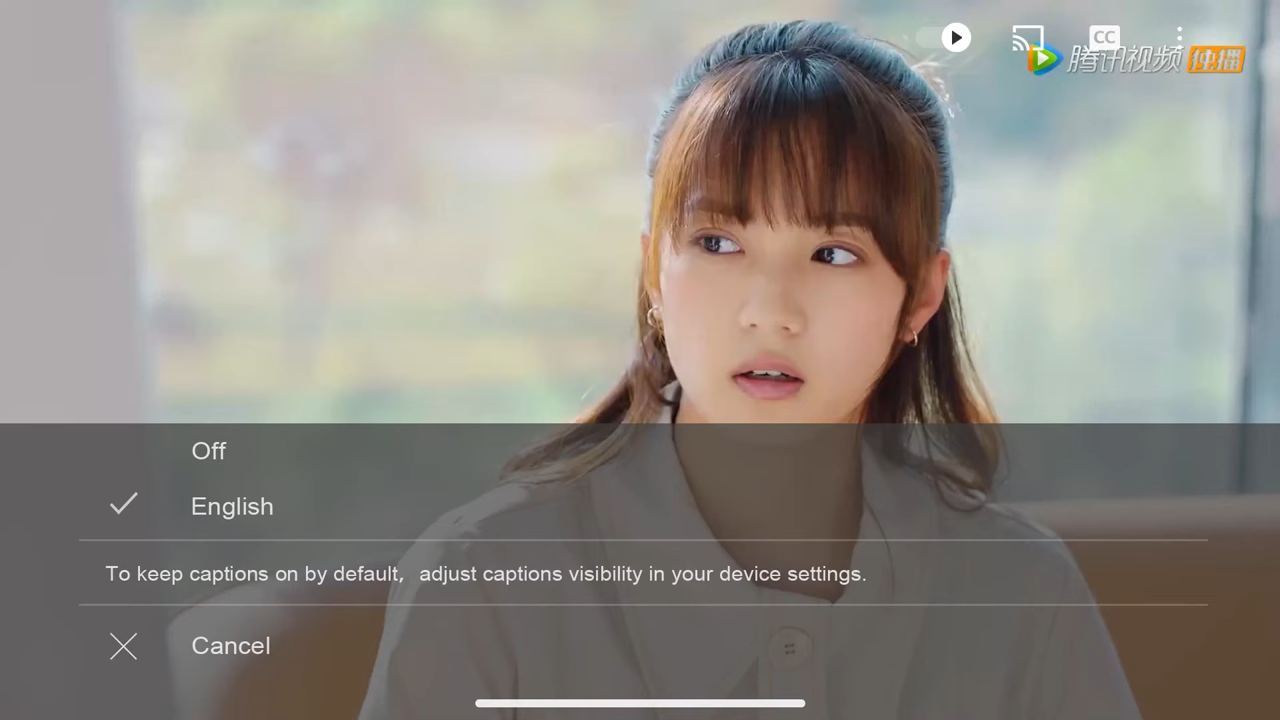 CC
腾讯视频 独播
Off
English
To keep captions on by default, adjust captions visibility in your device settings.
Cancel